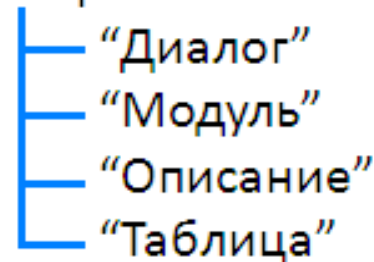 “Диалог”
“Модуль”
“Описание”
“Таблица”